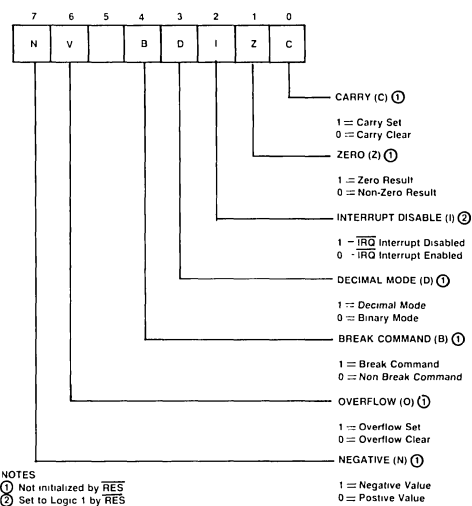 7 6 5 4 3 2 1 0
N V B D I Z C
CARRY (C) ①
1 = Carry Set
0 = Carry Clear
ZERO (Z) ①
1 = Zero Result
0 = Non-Zero Result
INTERRUPT DISABLE (I) ②
1 - IRQ Interrupt Disabled
0 - IRQ Interrupt Enabled
DECIMAL MODE (D) ①
1 = Decimal Mode
0 = Binary Mode
BREAK COMMAND (B) ①
1 = Break Command
0 = Non Break Command
OVERFLOW (O) ①
1 = Overflow Set
0 = Overflow Clear
NEGATIVE (N) ①
1 = Negative Value
0 = Postive Value
NOTES
① Not initialized by RES
② Set to Logic 1 by RES